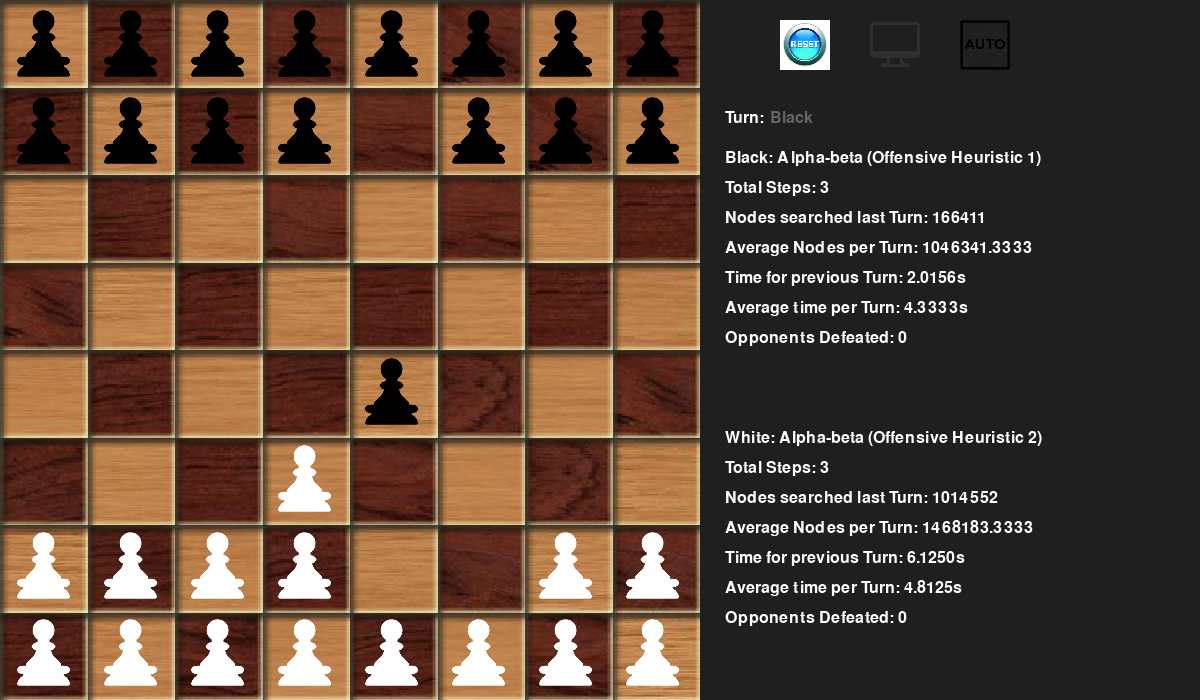 RESET
AUTO
Turn: Black
Black: Alpha-beta (Offensive Heuristic 1)
Total Steps: 3
Nodes searched last Turn: 166411
Average Nodes per Turn: 1046341.3333
Time for previous Turn: 2.0156s
Average time per Turn: 4.3333s
Opponents Defeated: 0
White: Alpha-beta (Offensive Heuristic 2)
Total Steps: 3
Nodes searched last Turn: 1014552
Average Nodes per Turn: 1468183.3333
Time for previous Turn: 6.1250s
Average time per Turn: 4.8125s
Opponents Defeated: 0